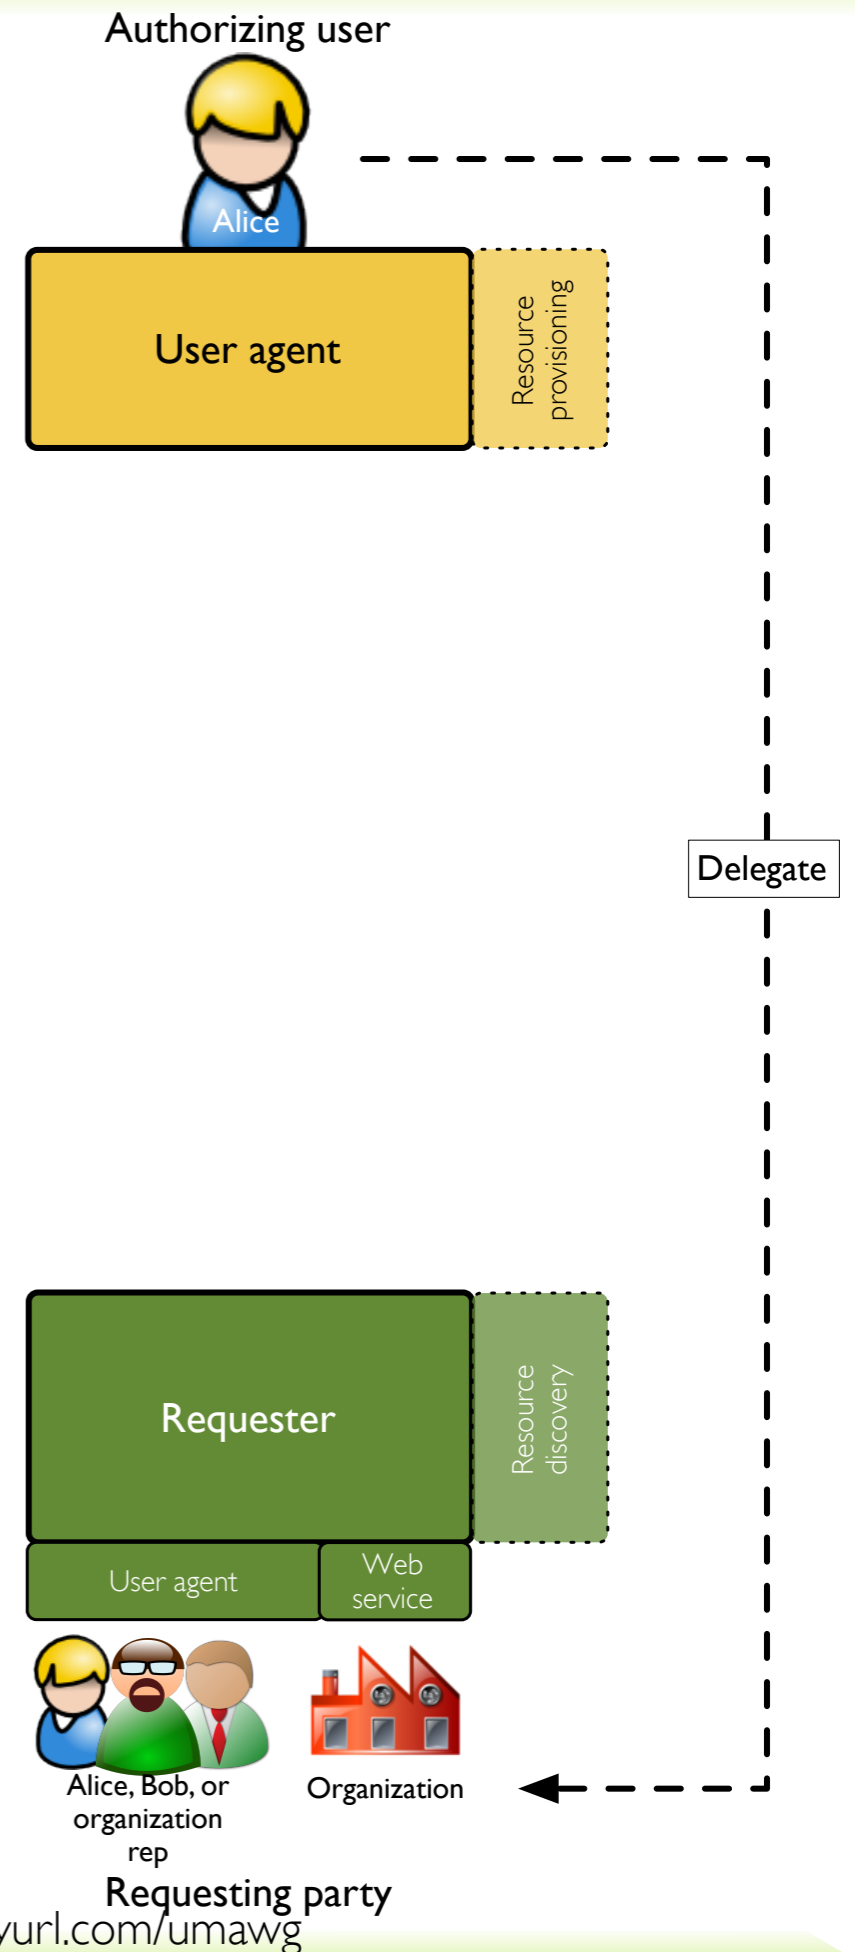 Authorizing user
Alice
User agent
Resource
provisioning
Delegate
Requester
Resource
discovery
User agent
Web
service
Alice, Bob, or
organization
rep
Organization
Requesting party
yurl.com/umawg